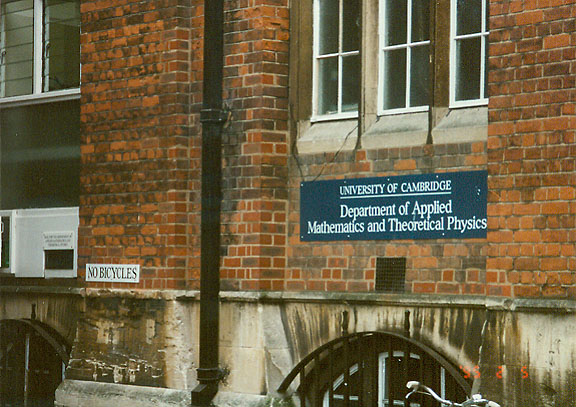 UNIVERSITY OF CAMBRIDGE
Department of Applied
Mathematics and Theoretical Physics
NO BICYCLES